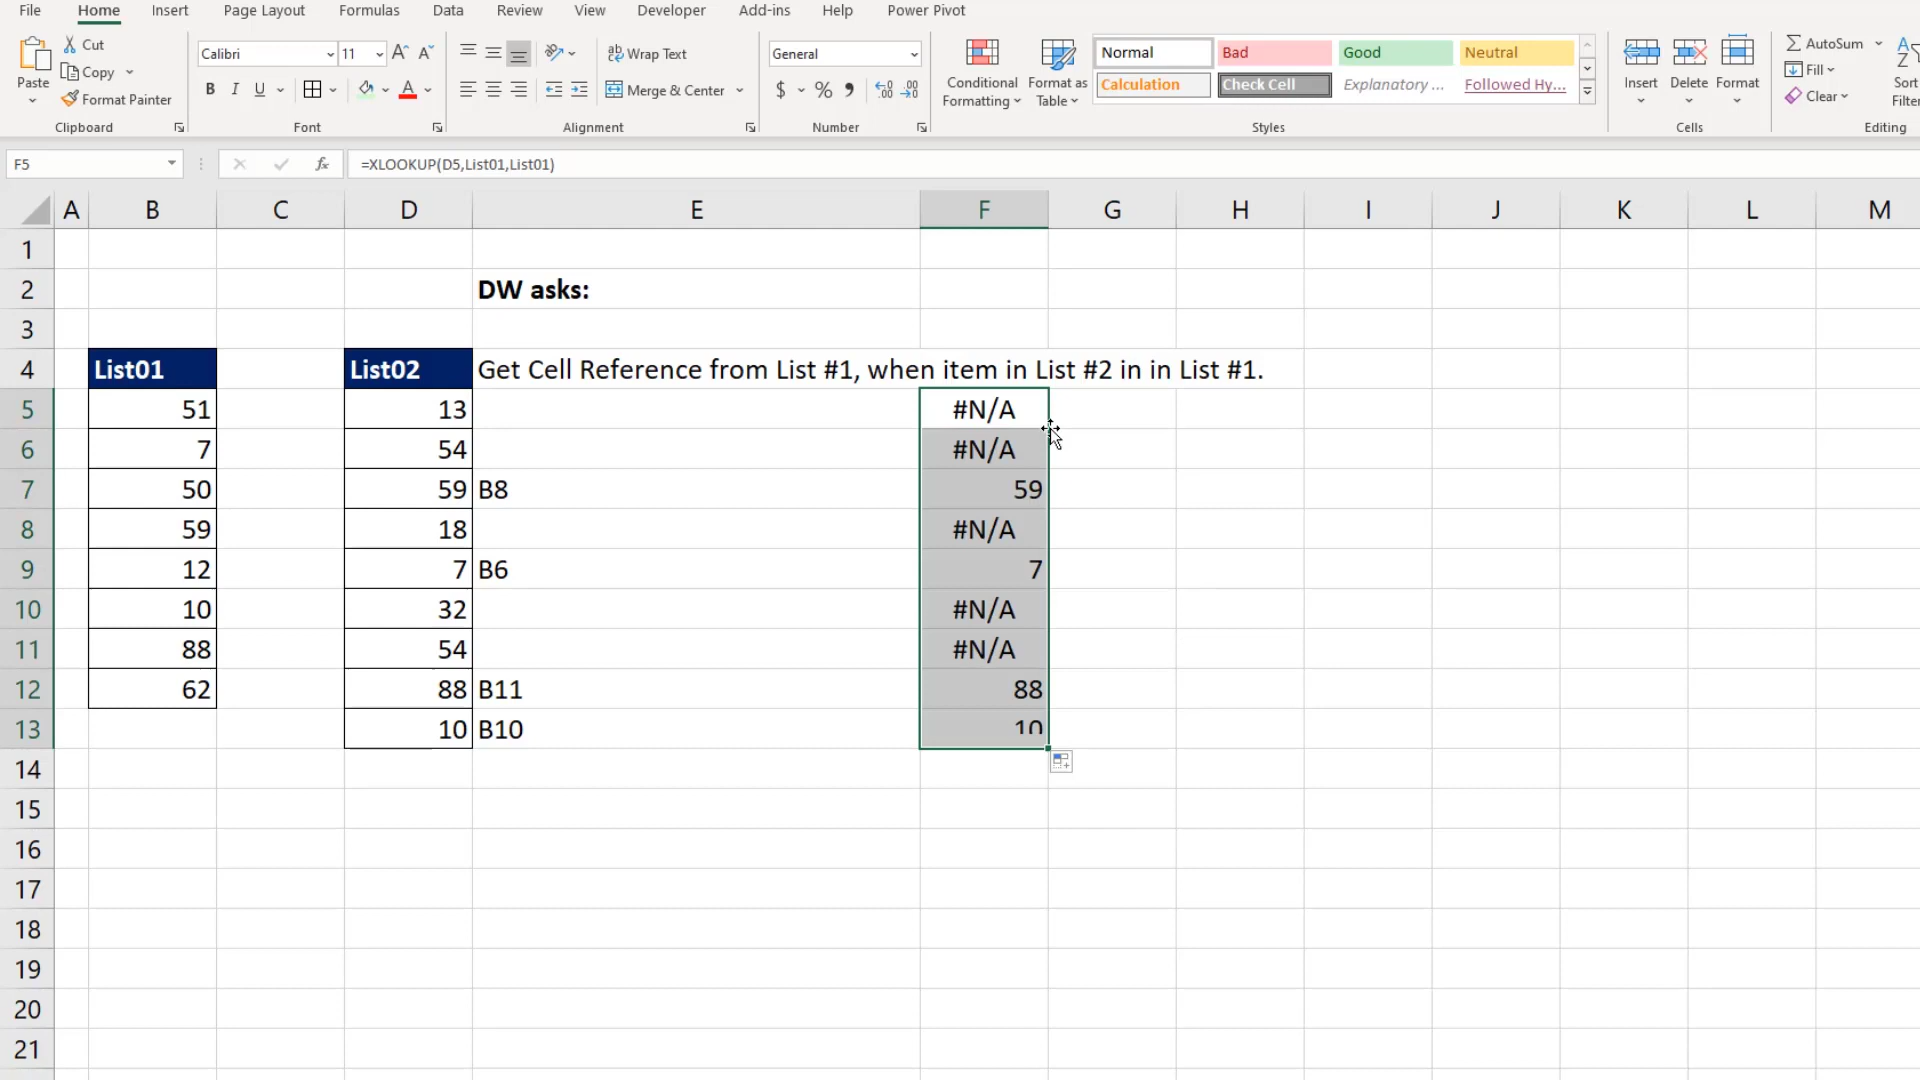 File Home Insert Page Layout Formulas Data Review View Developer Add-ins Help Power Pivot
Paste Cut Copy Format Painter
Calibri 11
B I U
Wrap Text
Merge & Center
General
$ %
Conditional Formatting
Format as Table
Normal Bad Good Neutral
Calculation Check Cell Explanatory ... Followed Hy...
Insert Delete Format
AutoSum
Fill
Clear
Sort
Filter
Clipboard Font Alignment Number Styles Cells Editing
F5 fx =XLOOKUP(D5,List01,List01)
A B C D E F G H I J K L M
1
2 DW asks:
3
4 List01 List02 Get Cell Reference from List #1, when item in List #2 in in List #1.
5 51 13 #N/A
6 7 54 #N/A
7 50 59 B8 59
8 59 18 #N/A
9 12 7 B6 7
10 10 32 #N/A
11 88 54 #N/A
12 62 88 B11 88
13 10 B10 10
14
15
16
17
18
19
20
21